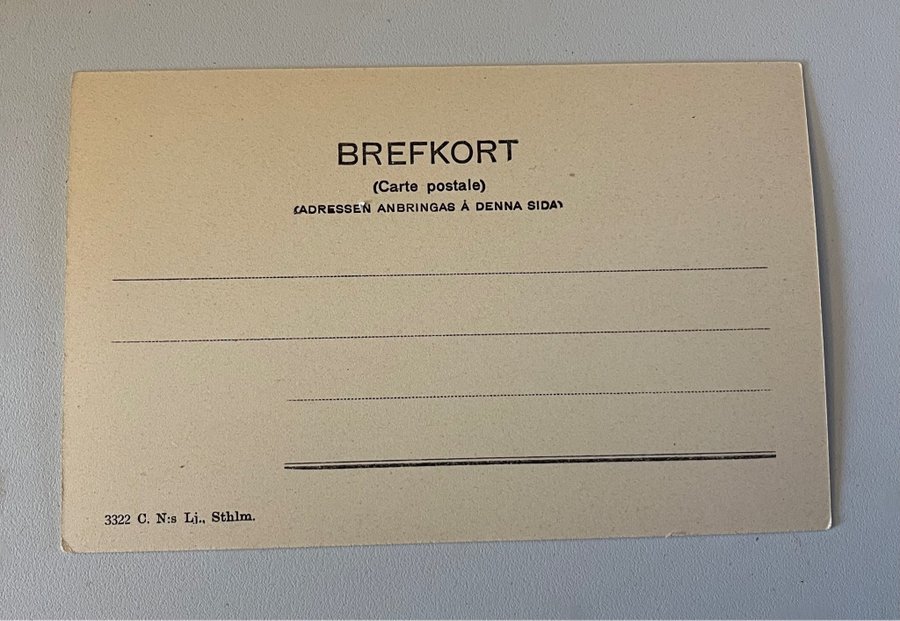 BREFKORT
(Carte postale)
(ADRESSEN ANBRINGAS Å DENNA SIDA)
3322 C. N:s Lj., Sthlm.